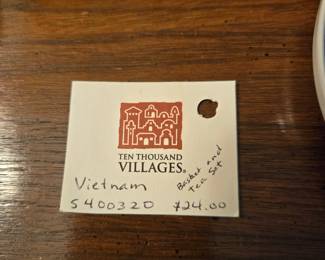 TEN THOUSAND
VILLAGES®
Vietnam
Basket and
Tea Set
5400320
$24.00